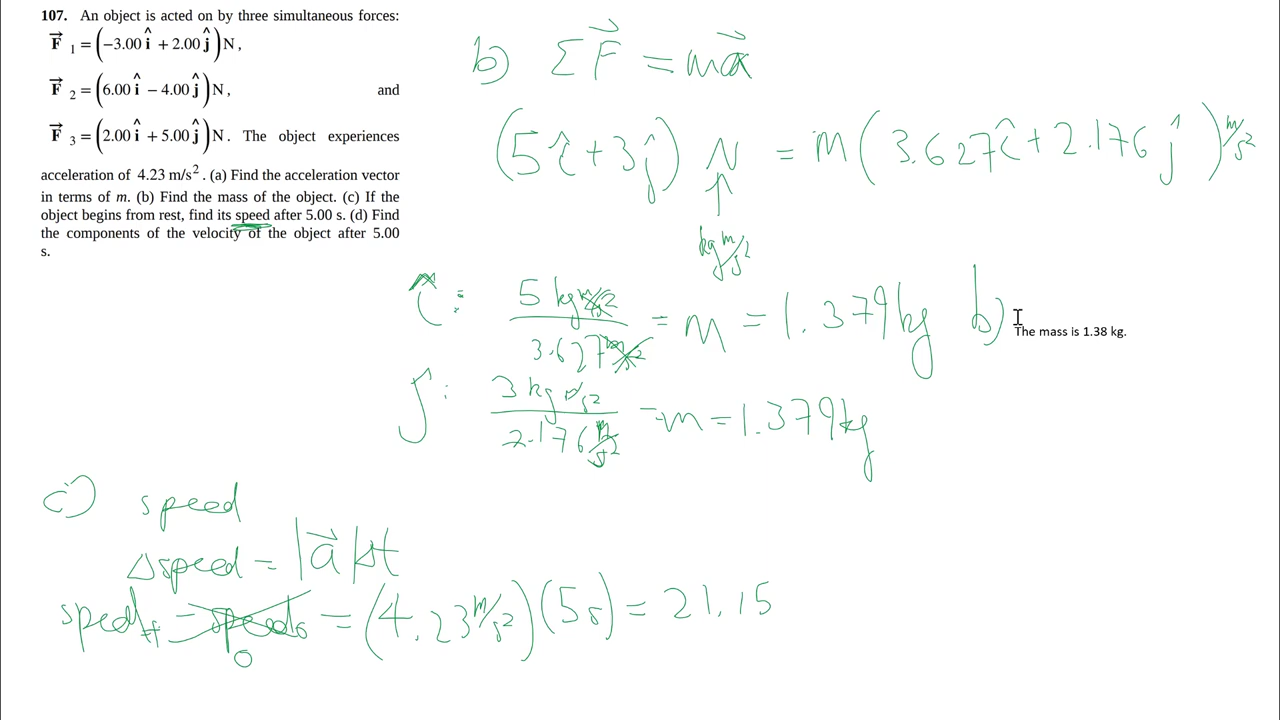 107. An object is acted on by three simultaneous forces:
F⃗ 1 = (−3.00 î + 2.00 ĵ) N ,
F⃗ 2 = (6.00 î − 4.00 ĵ) N , and
F⃗ 3 = (2.00 î + 5.00 ĵ) N . The object experiences
acceleration of 4.23 m/s² . (a) Find the acceleration vector
in terms of m. (b) Find the mass of the object. (c) If the
object begins from rest, find its speed after 5.00 s. (d) Find
the components of the velocity of the object after 5.00
s.
b) ΣF⃗ = ma⃗
(5î + 3ĵ) N = m(3.627î + 2.176ĵ) m/s²
kg m/s²
î : 5 kg m/s² / 3.627 m/s² = m = 1.379 kg b)
The mass is 1.38 kg.
ĵ : 3 kg m/s² / 2.176 m/s² = m = 1.379 kg
c) speed
Δspeed = |a⃗|Δt
sped f − speed 0 = (4.23 m/s²)(5s) = 21.15
0